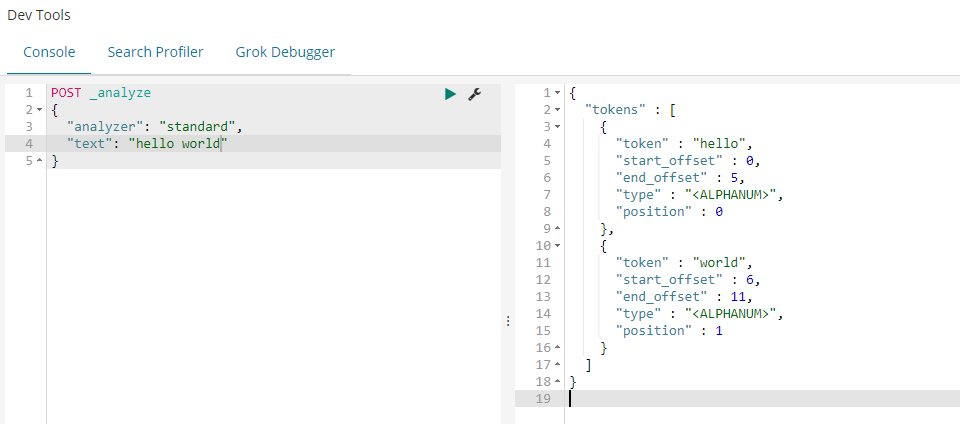 Dev Tools
Console Search Profiler Grok Debugger
1 POST _analyze
2 {
3 "analyzer": "standard",
4 "text": "hello world"
5 }
1 {
2 "tokens" : [
3 {
4 "token" : "hello",
5 "start_offset" : 0,
6 "end_offset" : 5,
7 "type" : "<ALPHANUM>",
8 "position" : 0
9 },
10 {
11 "token" : "world",
12 "start_offset" : 6,
13 "end_offset" : 11,
14 "type" : "<ALPHANUM>",
15 "position" : 1
16 }
17 ]
18 }
19